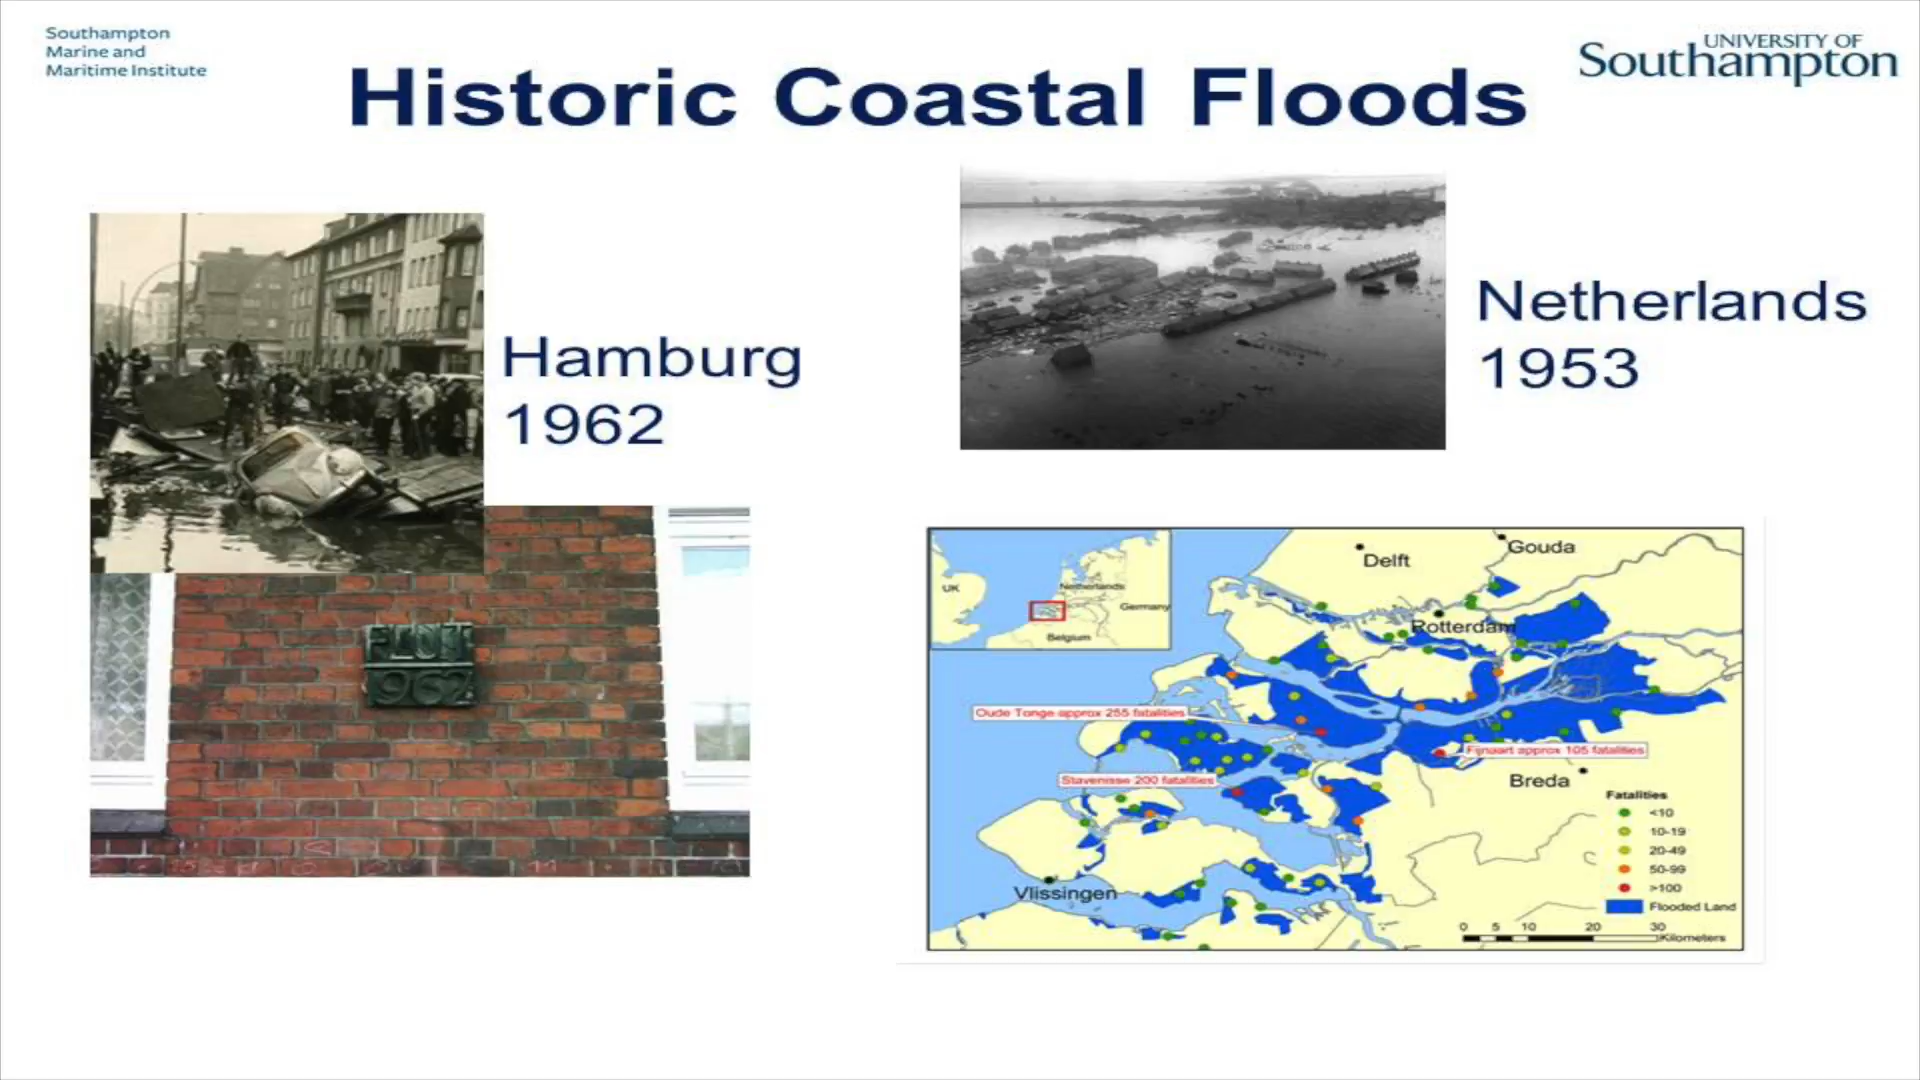 Southampton
Marine and
Maritime Institute
UNIVERSITY OF
Southampton
Historic Coastal Floods
Hamburg
1962
Netherlands
1953
FLUT
1962
UK
Netherlands
Germany
Belgium
Delft
Gouda
Rotterdam
Oude Tonge approx 255 fatalities
Fijnaart approx 105 fatalities
Stavenisse 200 fatalities
Breda
Vlissingen
Fatalities
<10
10-19
20-49
50-99
>100
Flooded Land
0 5 10 20 30
Kilometers